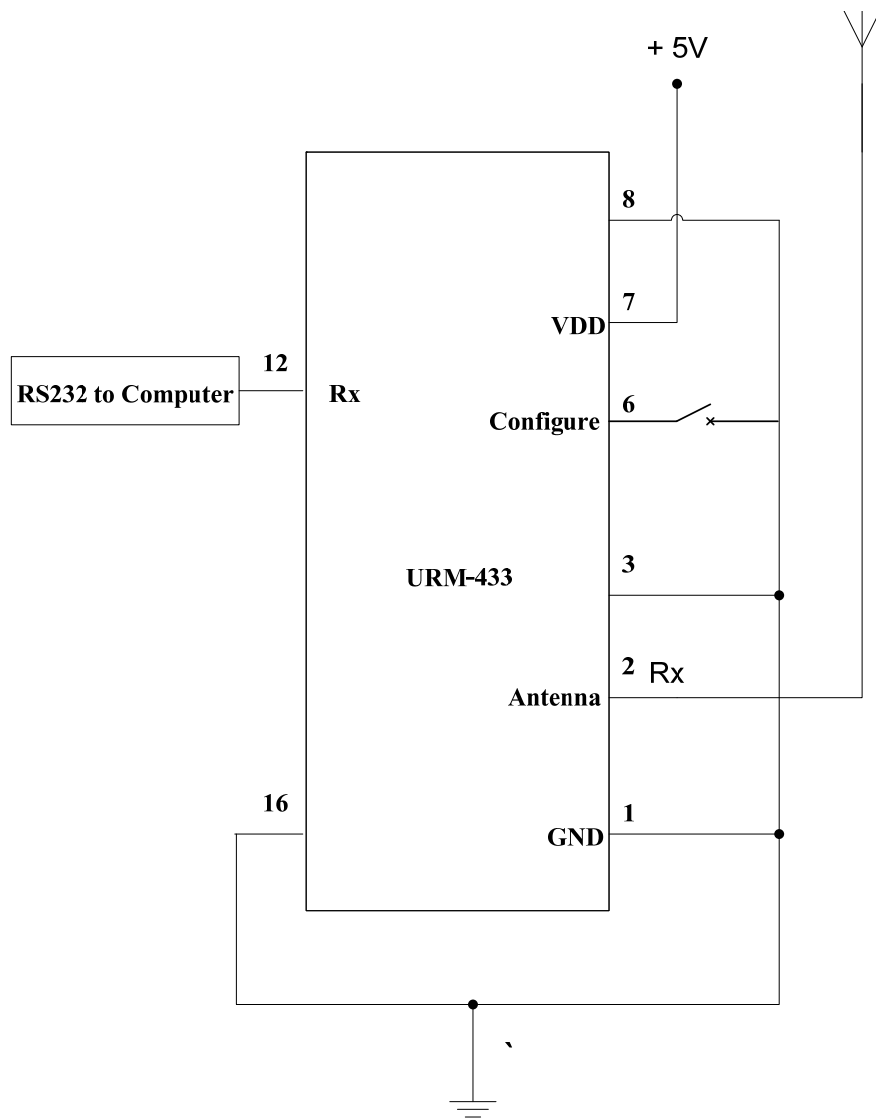 + 5V
8
7
VDD
12
RS232 to Computer
Rx
6
Configure
3
URM-433
2 Rx
Antenna
16
1
GND
`